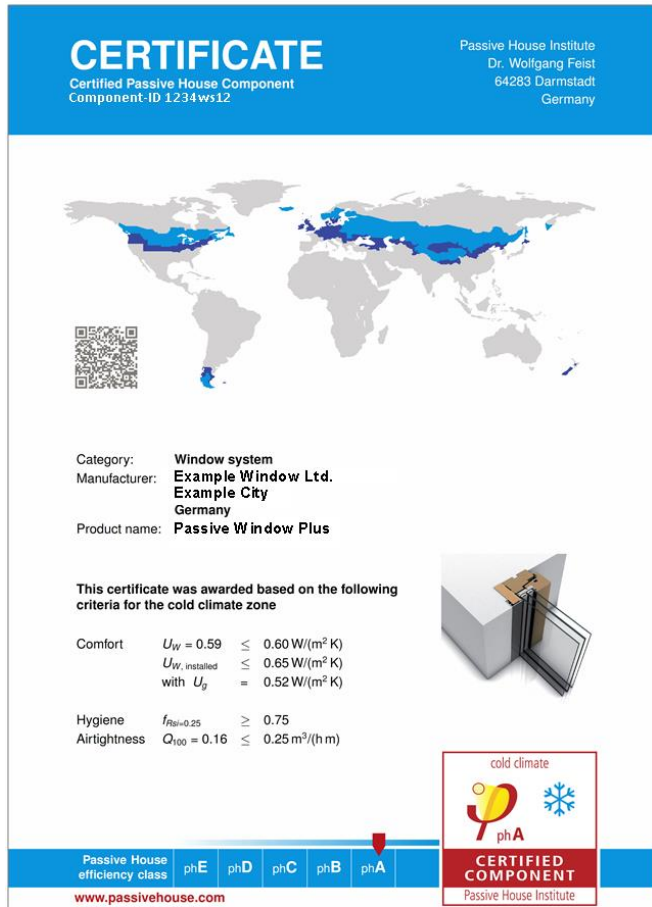 CERTIFICATE
Certified Passive House Component
Component-ID 1234ws12
Passive House Institute
Dr. Wolfgang Feist
64283 Darmstadt
Germany
Category: Window system
Manufacturer: Example Window Ltd.
Example City
Germany
Product name: Passive Window Plus
This certificate was awarded based on the following
criteria for the cold climate zone
Comfort U_W = 0.59 ≤ 0.60 W/(m² K)
U_W, installed ≤ 0.65 W/(m² K)
with U_g = 0.52 W/(m² K)
Hygiene f_Rsi=0.25 ≥ 0.75
Airtightness Q₁₀₀ = 0.16 ≤ 0.25 m³/(h m)
cold climate
phA
CERTIFIED
COMPONENT
Passive House Institute
Passive House
efficiency class phE phD phC phB phA
www.passivehouse.com